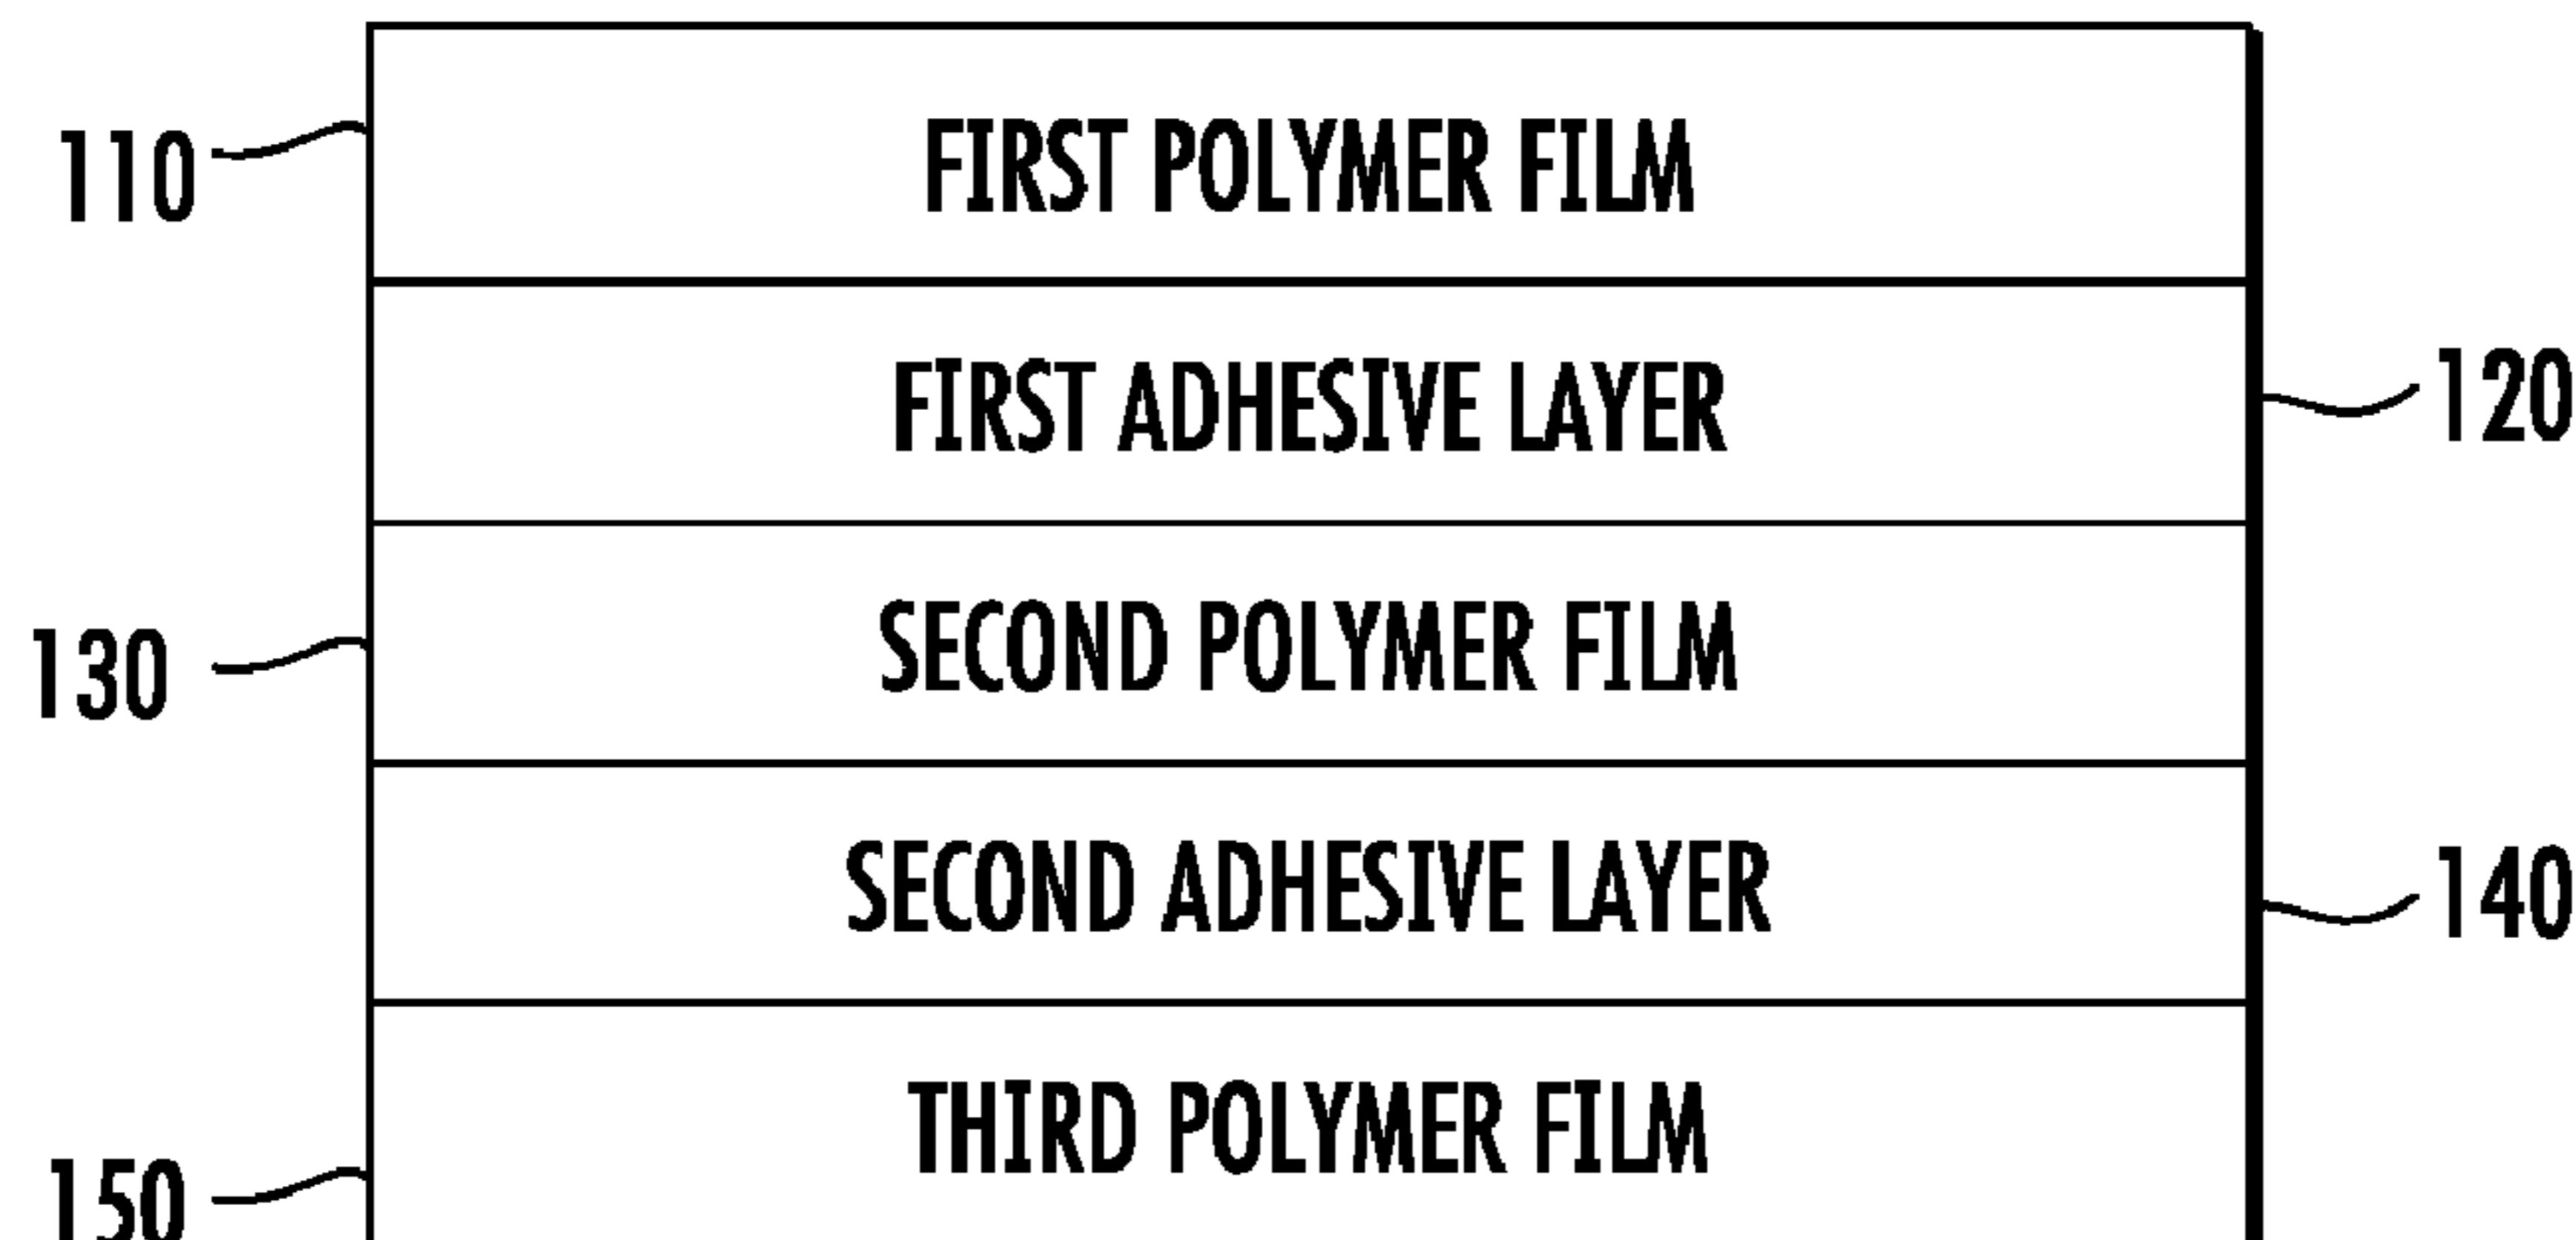 110
FIRST POLYMER FILM
FIRST ADHESIVE LAYER
120
130
SECOND POLYMER FILM
SECOND ADHESIVE LAYER
140
THIRD POLYMER FILM
150